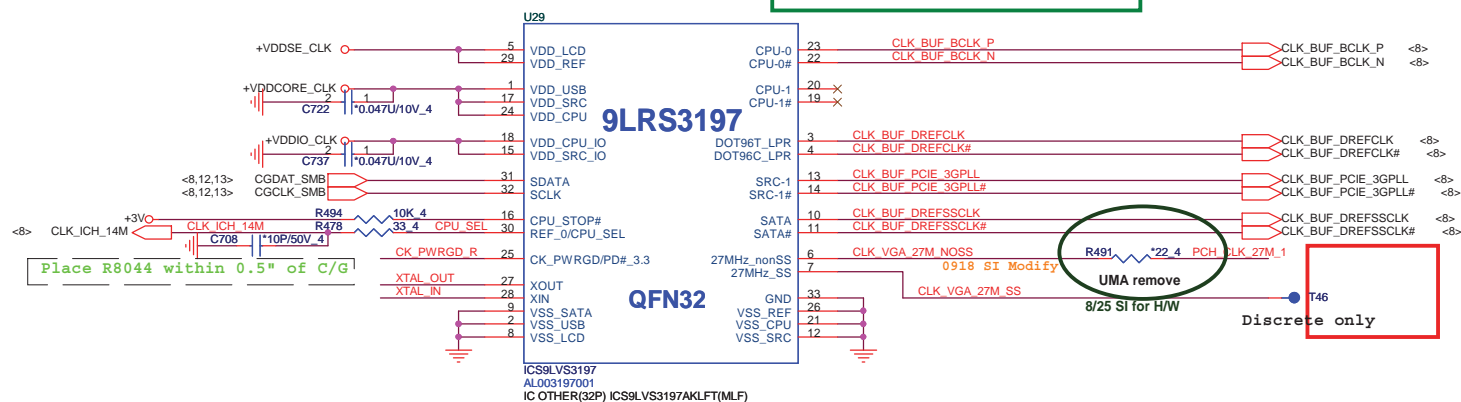 U29
+VDDSE_CLK
5 VDD_LCD
29 VDD_REF
+VDDCORE_CLK
1 VDD_USB
17 VDD_SRC
24 VDD_CPU
2 1
C722 *0.047U/10V_4
+VDDIO_CLK
18 VDD_CPU_IO
15 VDD_SRC_IO
2 1
C737 *0.047U/10V_4
<8,12,13> CGDAT_SMB 31 SDATA
<8,12,13> CGCLK_SMB 32 SCLK
+3V R494 10K_4 16 CPU_STOP#
<8> CLK_ICH_14M CLK_ICH_14M R478 33_4 CPU_SEL 30 REF_0/CPU_SEL
C708 *10P/50V_4
Place R8044 within 0.5" of C/G
CK_PWRGD_R 25 CK_PWRGD/PD#_3.3
XTAL_OUT 27 XOUT
XTAL_IN 28 XIN
9 VSS_SATA
2 VSS_USB
8 VSS_LCD
9LRS3197
QFN32
CPU-0 23 CLK_BUF_BCLK_P CLK_BUF_BCLK_P <8>
CPU-0# 22 CLK_BUF_BCLK_N CLK_BUF_BCLK_N <8>
CPU-1 20
CPU-1# 19
DOT96T_LPR 3 CLK_BUF_DREFCLK CLK_BUF_DREFCLK <8>
DOT96C_LPR 4 CLK_BUF_DREFCLK# CLK_BUF_DREFCLK# <8>
SRC-1 13 CLK_BUF_PCIE_3GPLL CLK_BUF_PCIE_3GPLL <8>
SRC-1# 14 CLK_BUF_PCIE_3GPLL# CLK_BUF_PCIE_3GPLL# <8>
SATA 10 CLK_BUF_DREFSSCLK CLK_BUF_DREFSSCLK <8>
SATA# 11 CLK_BUF_DREFSSCLK# CLK_BUF_DREFSSCLK# <8>
27MHz_nonSS 6 CLK_VGA_27M_NOSS R491 *22_4 PCH_CLK_27M_1
0918 SI Modify
27MHz_SS 7 CLK_VGA_27M_SS T46
UMA remove
8/25 SI for H/W
Discrete only
GND 33
VSS_REF 26
VSS_CPU 21
VSS_SRC 12
ICS9LVS3197
AL003197001
IC OTHER(32P) ICS9LVS3197AKLFT(MLF)